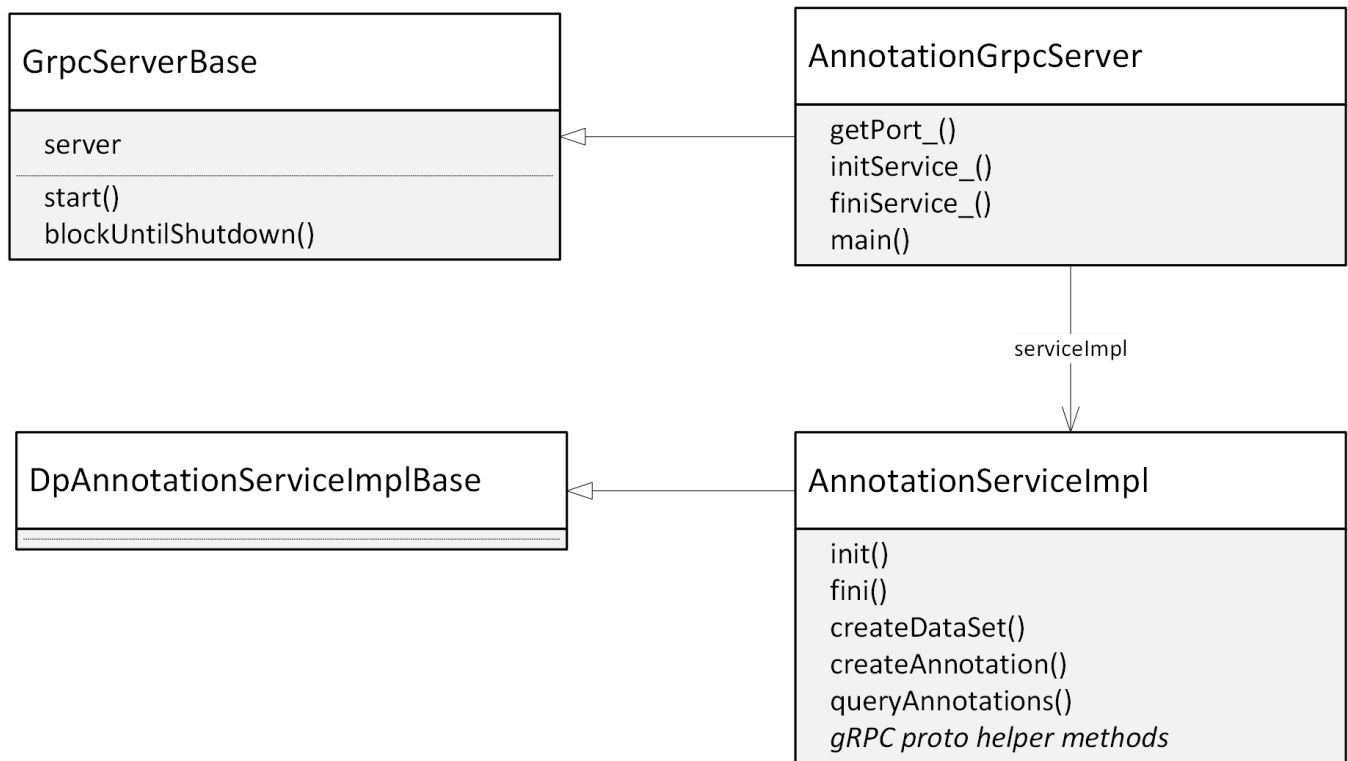 GrpcServerBase
server
start()
blockUntilShutdown()
AnnotationGrpcServer
getPort_()
initService_()
finiService_()
main()
serviceImpl
DpAnnotationServiceImplBase
AnnotationServiceImpl
init()
fini()
createDataSet()
createAnnotation()
queryAnnotations()
gRPC proto helper methods